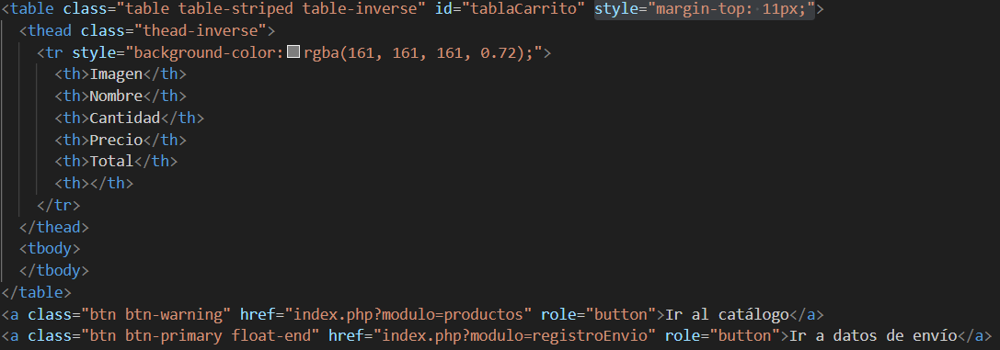 <table class="table table-striped table-inverse" id="tablaCarrito" style="margin-top: 11px;">
<thead class="thead-inverse">
<tr style="background-color: rgba(161, 161, 161, 0.72);">
<th>Imagen</th>
<th>Nombre</th>
<th>Cantidad</th>
<th>Precio</th>
<th>Total</th>
<th></th>
</tr>
</thead>
<tbody>
</tbody>
</table>
<a class="btn btn-warning" href="index.php?modulo=productos" role="button">Ir al catálogo</a>
<a class="btn btn-primary float-end" href="index.php?modulo=registroEnvio" role="button">Ir a datos de envío</a>